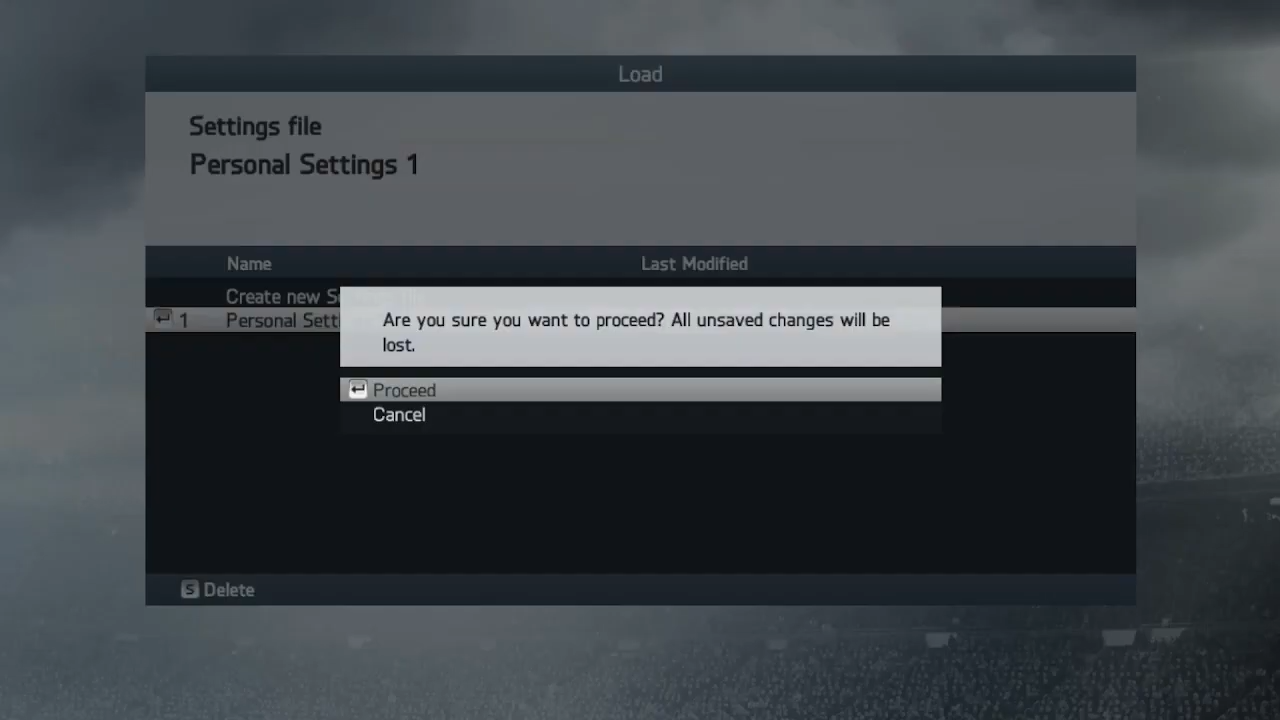 Load
Settings file
Personal Settings 1
Name Last Modified
Create new
1 Personal
Are you sure you want to proceed? All unsaved changes will be
lost.
Proceed
Cancel
S Delete